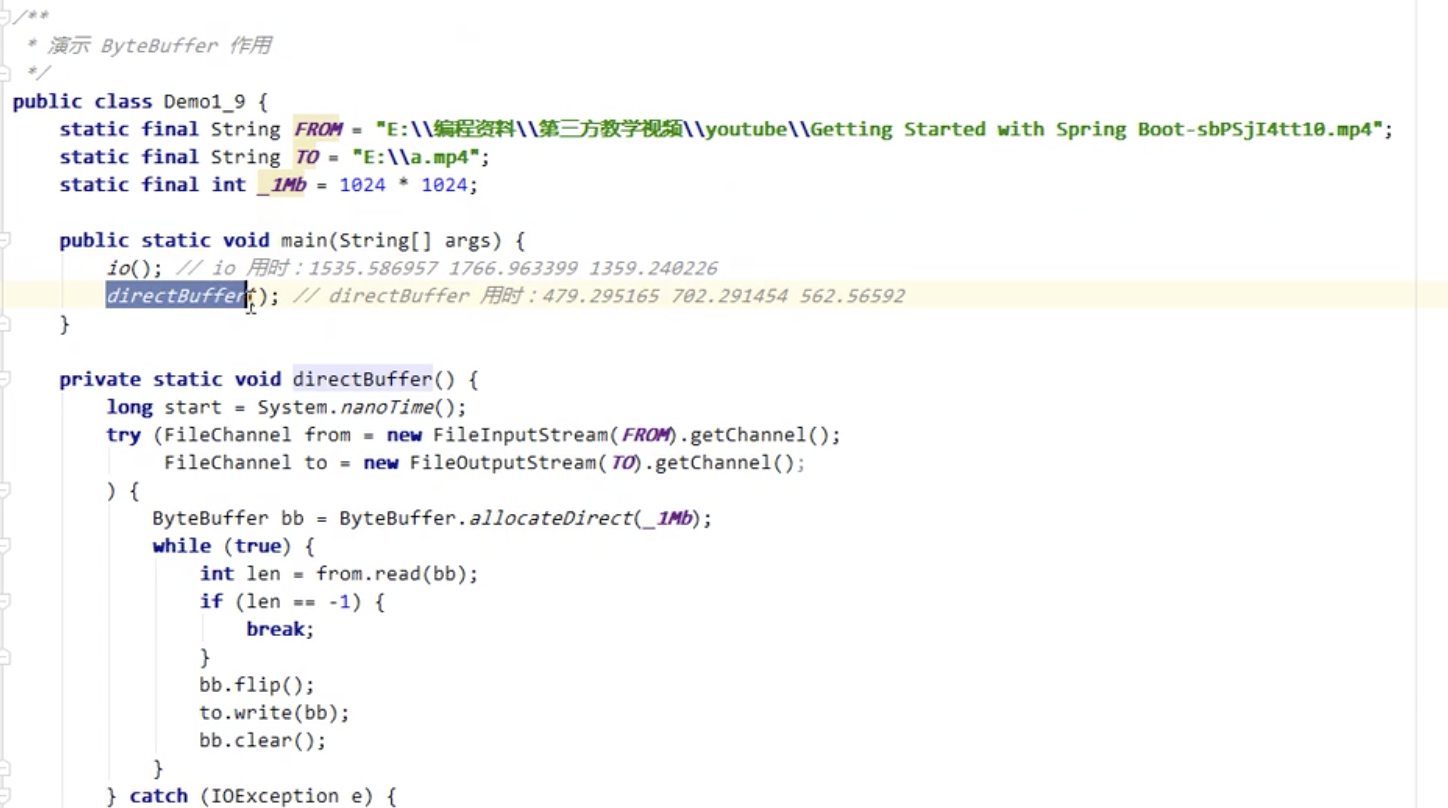 /**
 * 演示 ByteBuffer 作用
 */
public class Demo1_9 {
    static final String FROM = "E:\\编程资料\\第三方教学视频\\youtube\\Getting Started with Spring Boot-sbPSjI4tt10.mp4";
    static final String TO = "E:\\a.mp4";
    static final int _1Mb = 1024 * 1024;

    public static void main(String[] args) {
        io(); // io 用时：1535.586957 1766.963399 1359.240226
        directBuffer(); // directBuffer 用时：479.295165 702.291454 562.56592
    }

    private static void directBuffer() {
        long start = System.nanoTime();
        try (FileChannel from = new FileInputStream(FROM).getChannel();
             FileChannel to = new FileOutputStream(TO).getChannel();
        ) {
            ByteBuffer bb = ByteBuffer.allocateDirect(_1Mb);
            while (true) {
                int len = from.read(bb);
                if (len == -1) {
                    break;
                }
                bb.flip();
                to.write(bb);
                bb.clear();
            }
        } catch (IOException e) {